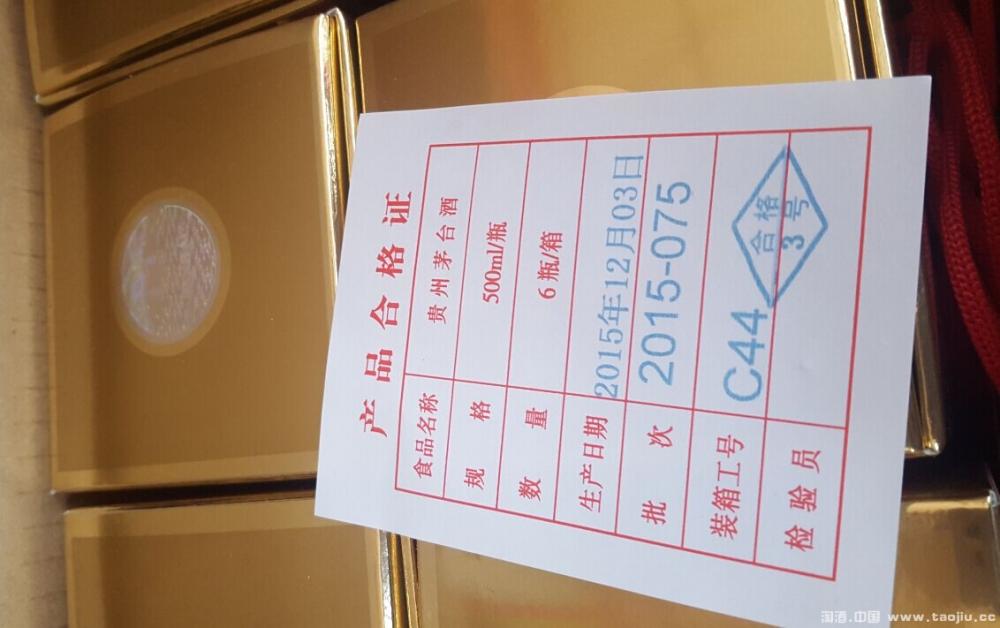 产品合格证
食品名称 贵州茅台酒
规格 500ml/瓶
数量 6瓶/箱
生产日期 2015年12月03日
批次 2015-075
装箱工号 C44
检验员 合格 3号
淘酒.中国 www.taojiu.cc